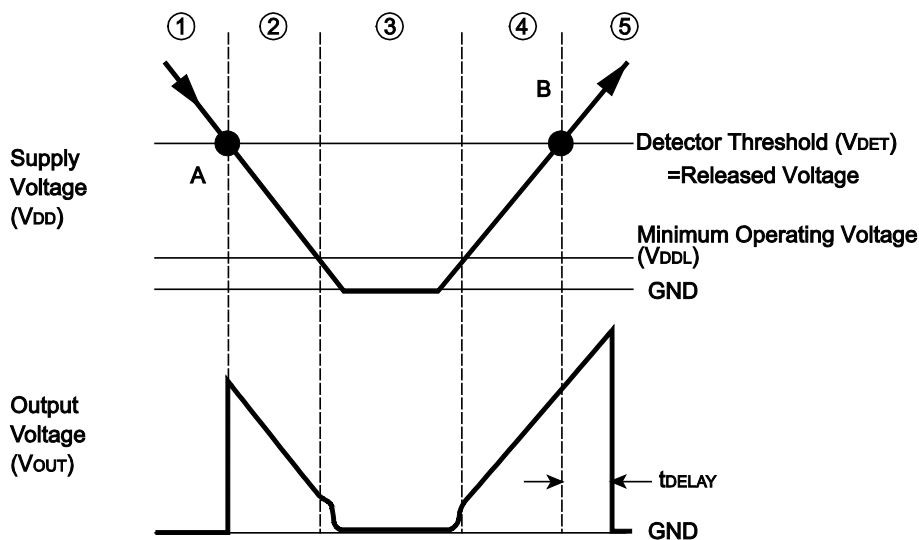 ① ② ③ ④ ⑤
B
A
Supply
Voltage
(VDD)
Detector Threshold (VDET)
=Released Voltage
Minimum Operating Voltage
(VDDL)
GND
Output
Voltage
(VOUT)
tDELAY
GND